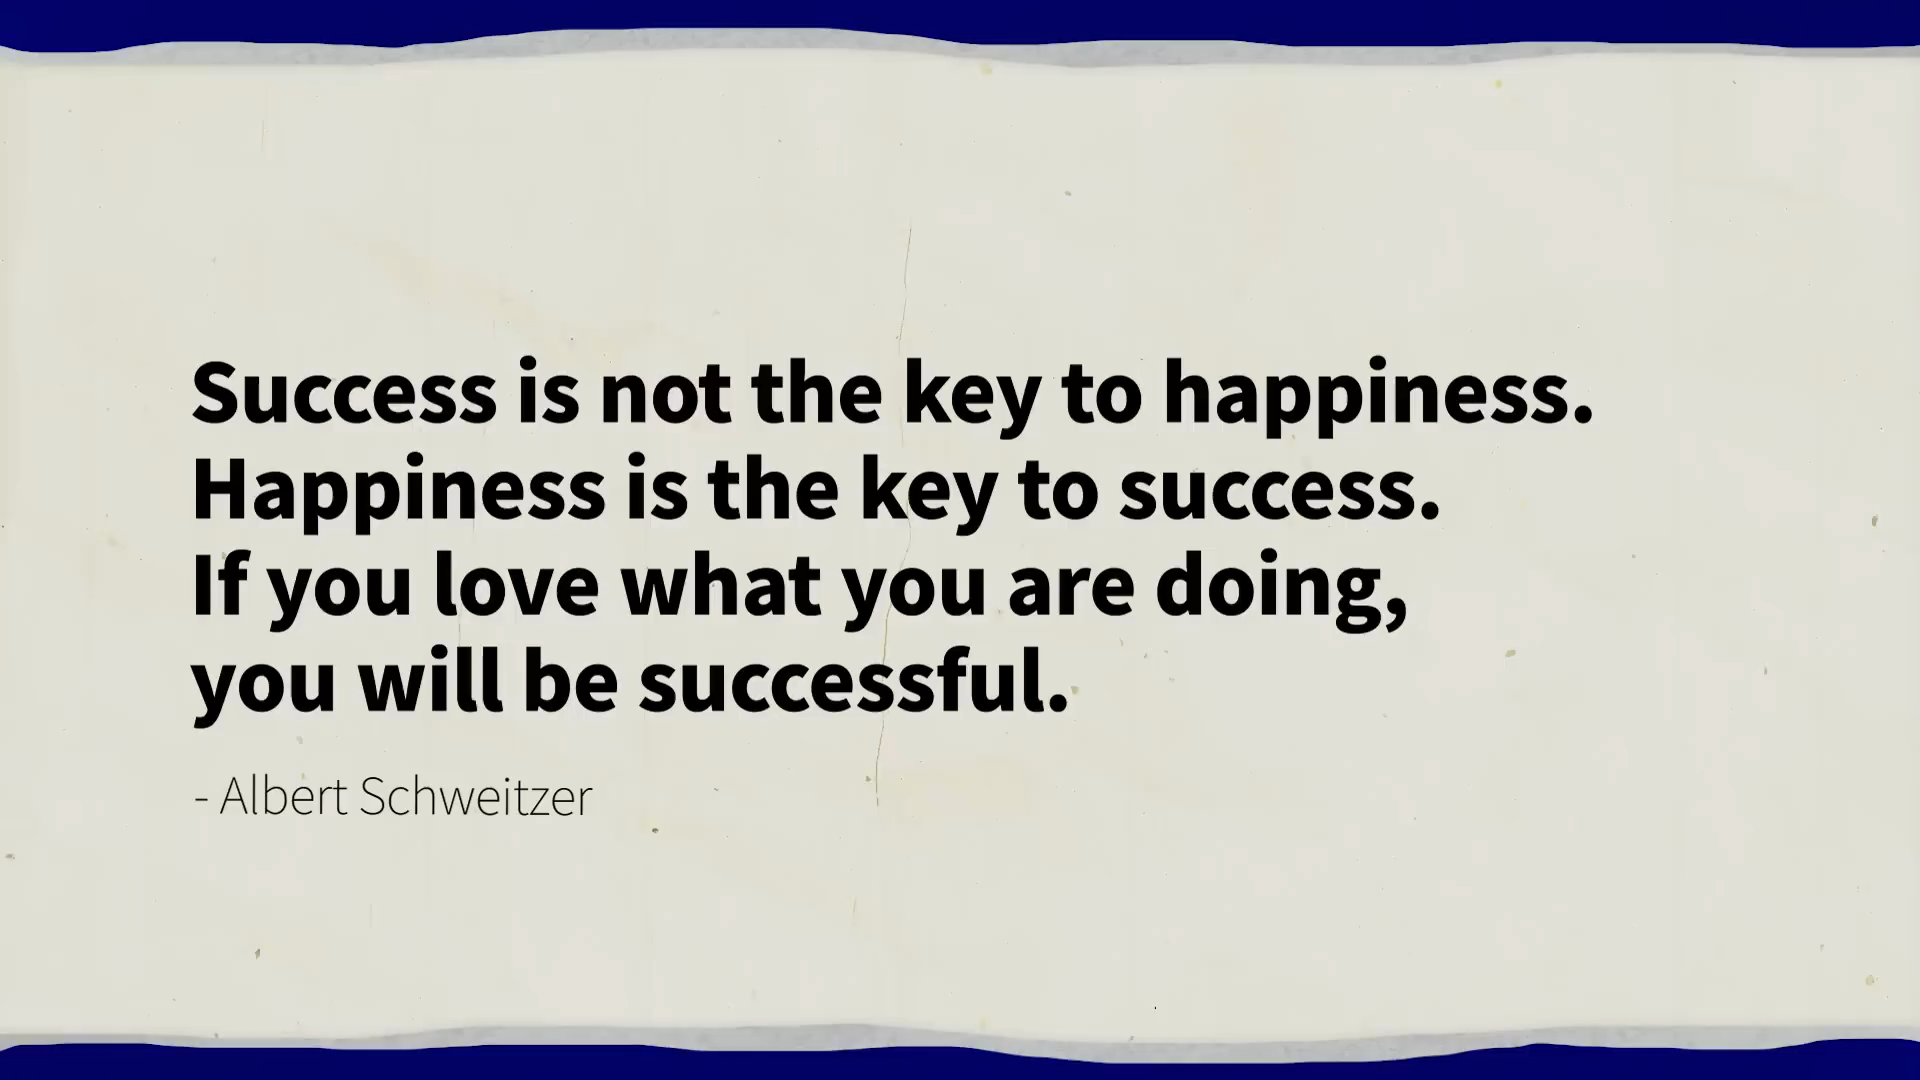 Success is not the key to happiness.
Happiness is the key to success.
If you love what you are doing,
you will be successful.
- Albert Schweitzer